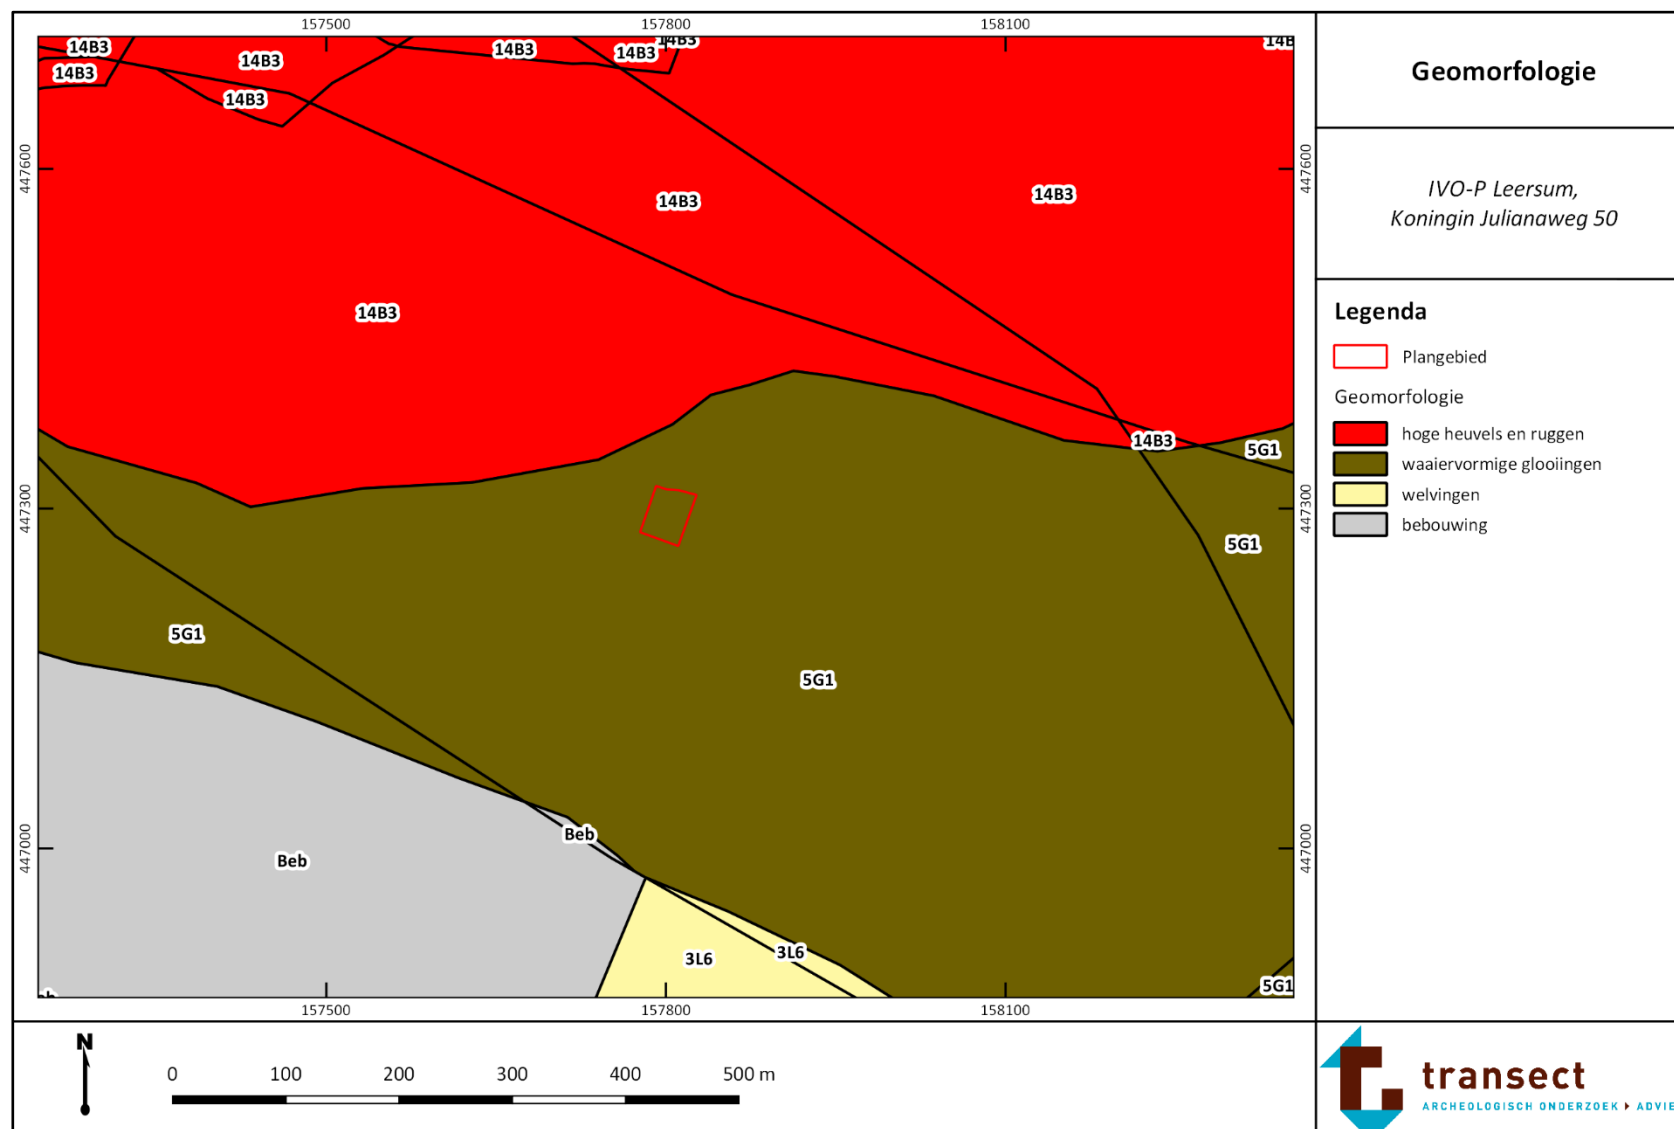 157500
157800
158100
14B3
14B3
14B3
14B3
14B3
14B3
14B3
14B
14B3
14B3
14B3
14B3
5G1
5G1
5G1
5G1
5G1
Beb
Beb
3L6
3L6
447600
447300
447000
447600
447300
447000
157500
157800
158100
N
0 100 200 300 400 500 m
Geomorfologie
IVO-P Leersum,
Koningin Julianaweg 50
Legenda
Plangebied
Geomorfologie
hoge heuvels en ruggen
waaiervormige glooiingen
welvingen
bebouwing
transect
ARCHEOLOGISCH ONDERZOEK ▸ ADVIE